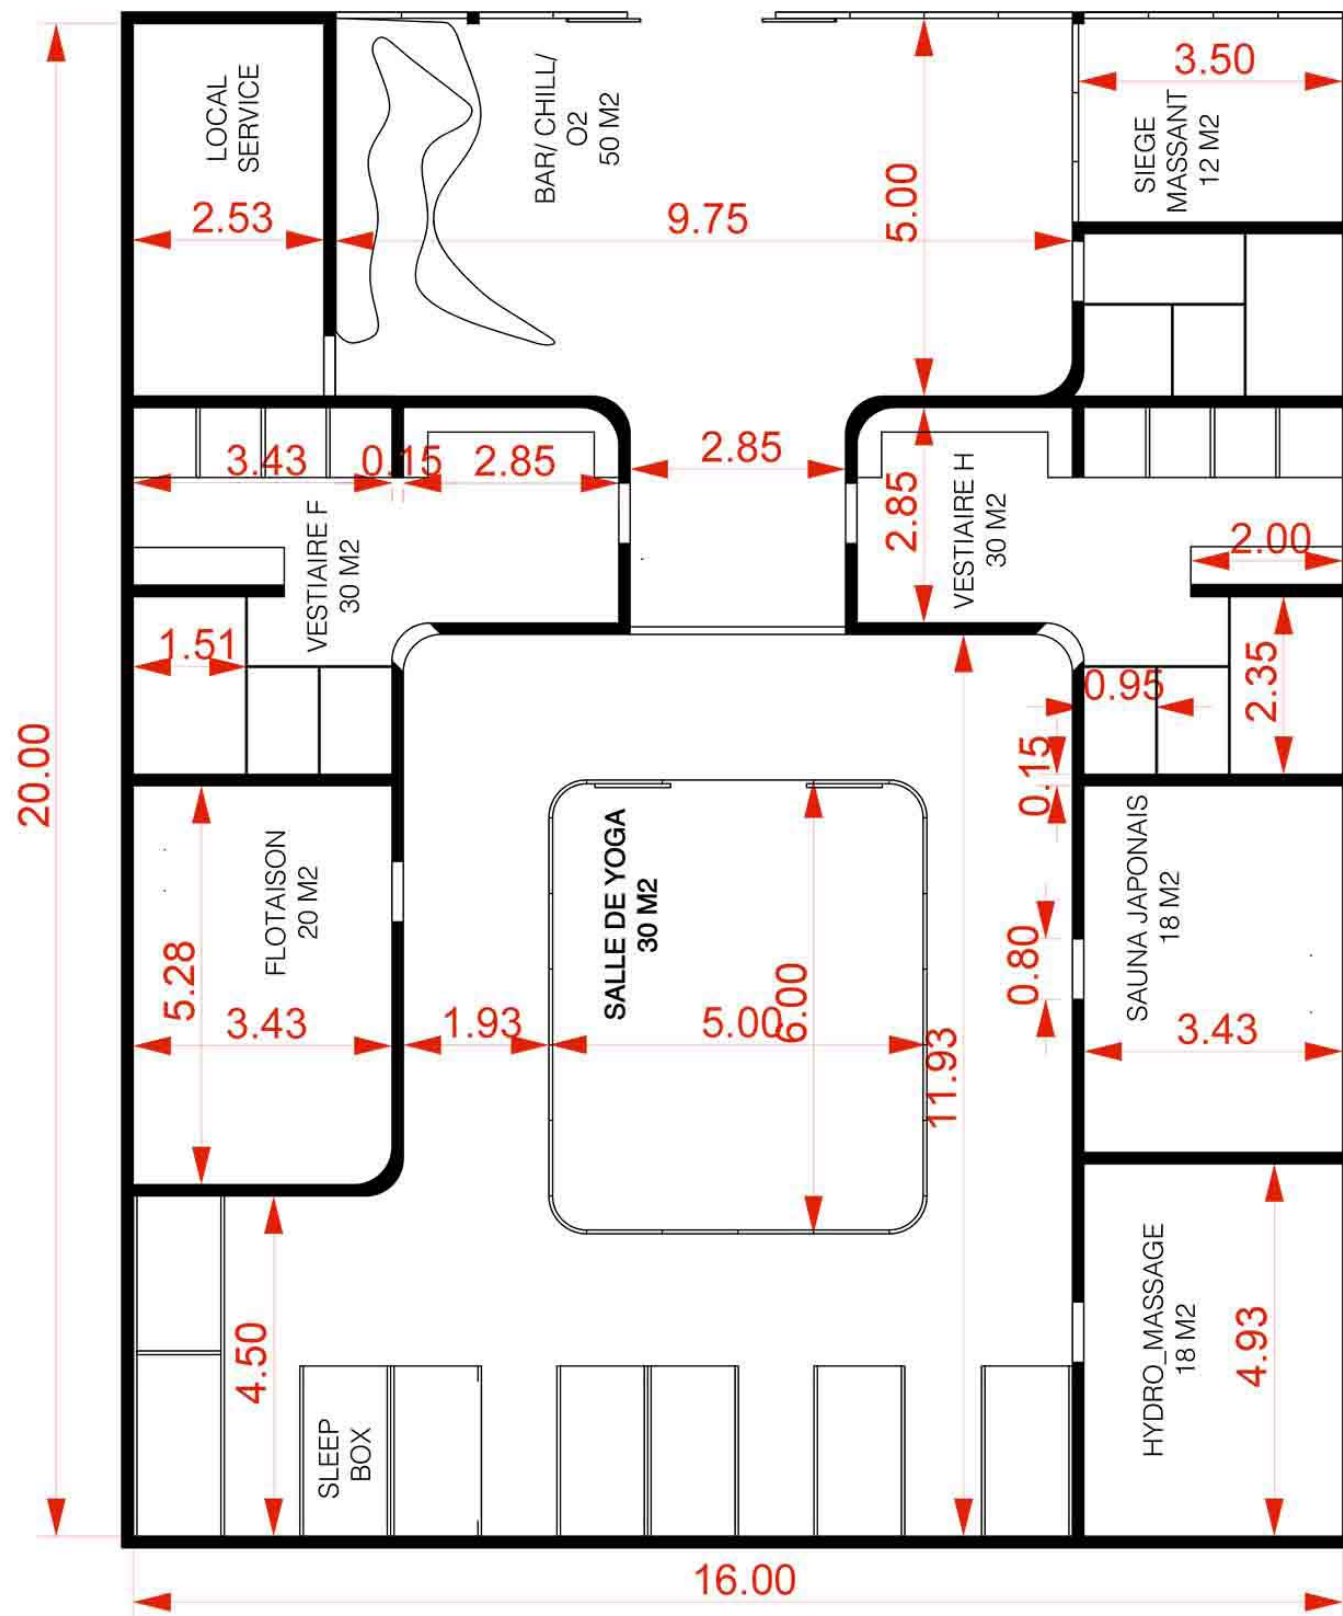 3.50
LOCAL
SERVICE
BAR/ CHILL/
O2
50 M2
SIEGE
MASSANT
12 M2
2.53
9.75
5.00
3.43
0.15
2.85
2.85
2.85
VESTIAIRE F
30 M2
VESTIAIRE H
30 M2
2.00
1.51
0.95
2.35
20.00
0.15
FLOTAISON
20 M2
SALLE DE YOGA
30 M2
SAUNA JAPONAIS
18 M2
5.28
3.43
1.93
5.00
6.00
11.93
0.80
3.43
4.50
SLEEP
BOX
HYDRO_MASSAGE
18 M2
4.93
16.00